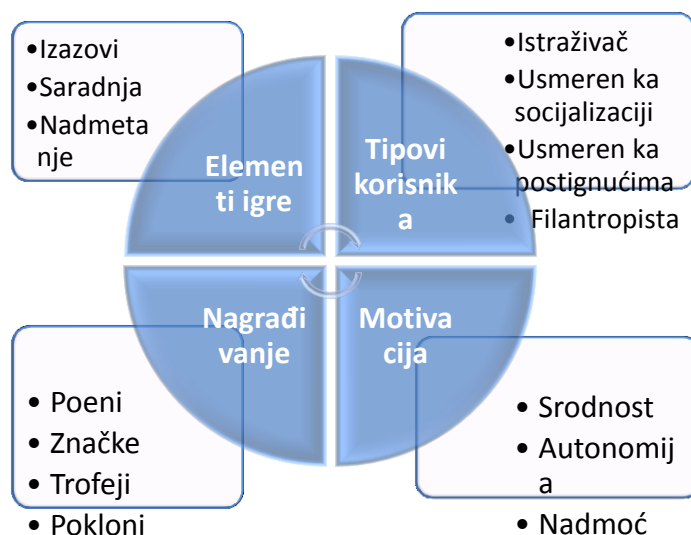 •Izazovi
•Saradnja
•Nadmeta
nje
Elemen
ti igre
•Istraživač
•Usmeren ka
socijalizaciji
•Usmeren ka
postignućima
• Filantropista
Tipovi
korisnik
a
Nagrađi
vanje
• Poeni
• Značke
• Trofeji
• Pokloni
Motiva
cija
• Srodnost
• Autonomij
a
• Nadmoć